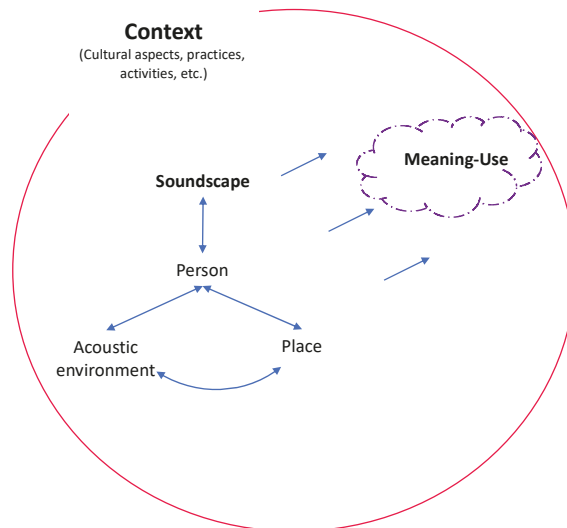 Context
(Cultural aspects, practices,
activities, etc.)
Meaning-Use
Soundscape
Person
Acoustic
environment
Place